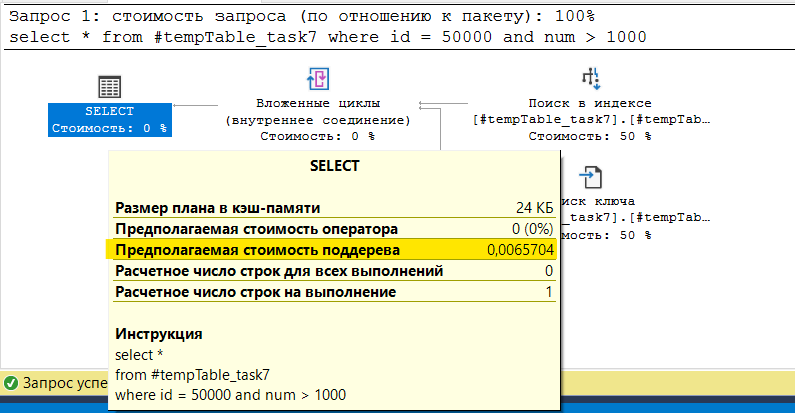 Запрос 1: стоимость запроса (по отношению к пакету): 100%
select * from #tempTable_task7 where id = 50000 and num > 1000
SELECT
Стоимость: 0 %
Вложенные циклы
(внутреннее соединение)
Стоимость: 0 %
Поиск в индексе
[#tempTable_task7].[#tempTab…
Стоимость: 50 %
иск ключа
_task7].[#tempTab…
мость: 50 %
SELECT
Размер плана в кэш-памяти 24 КБ
Предполагаемая стоимость оператора 0 (0%)
Предполагаемая стоимость поддерева 0,0065704
Расчетное число строк для всех выполнений 0
Расчетное число строк на выполнение 1
Инструкция
select *
from #tempTable_task7
where id = 50000 and num > 1000
Запрос успе